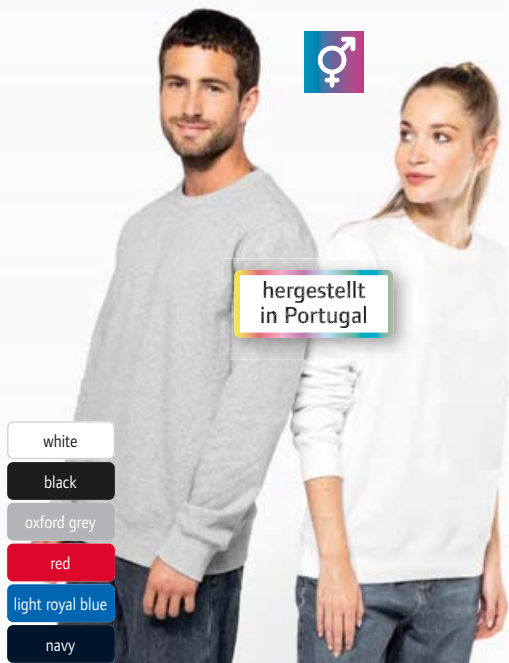 hergestellt
in Portugal
white
black
oxford grey
red
light royal blue
navy